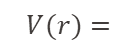 V(r) =